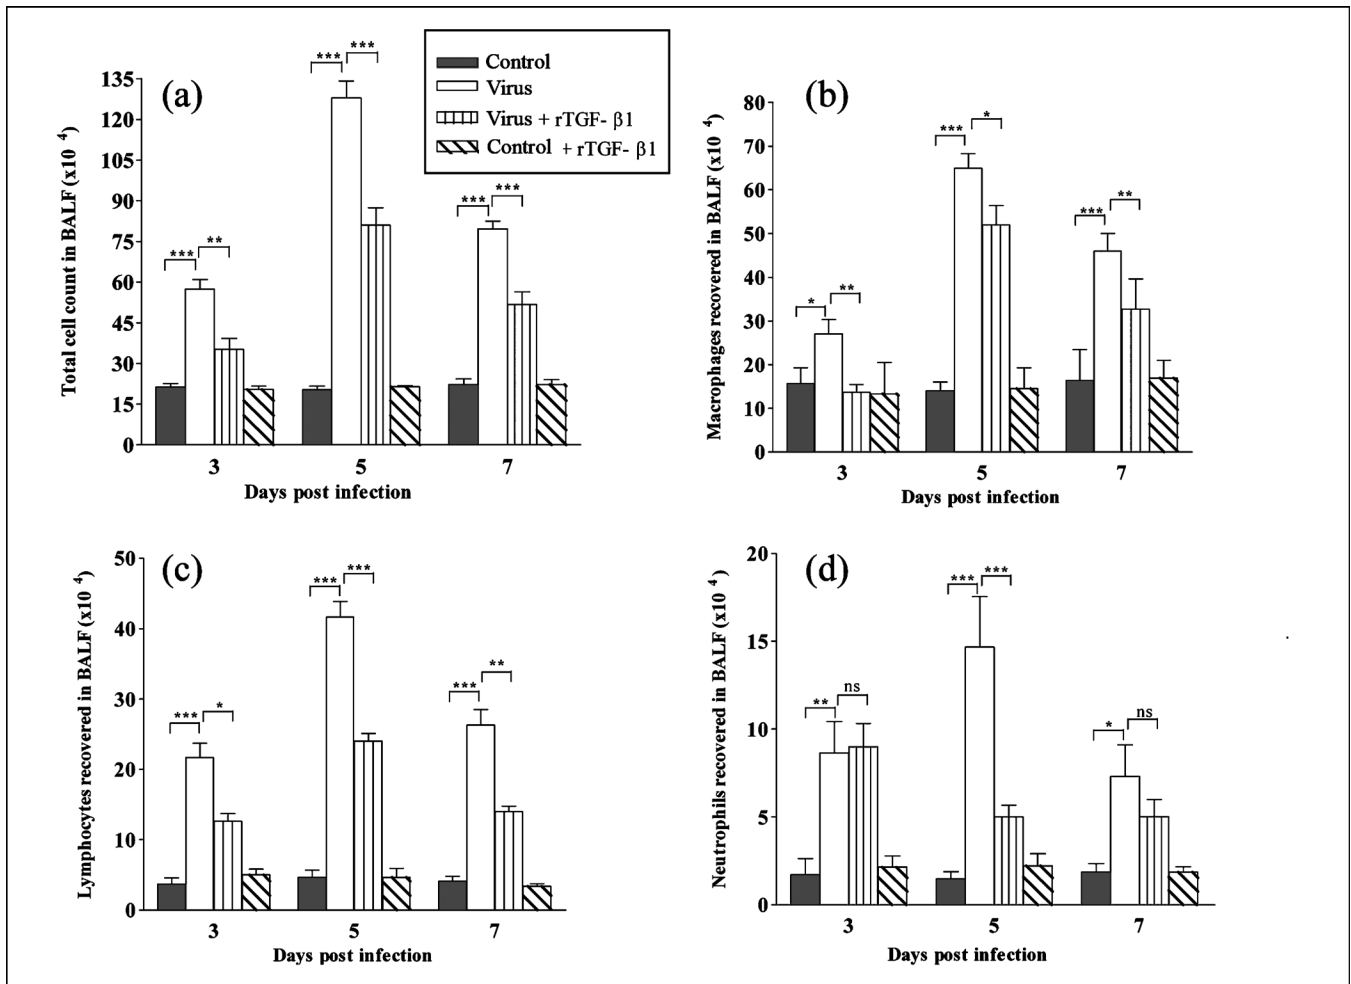 Control
Virus
Virus + rTGF- β1
Control + rTGF- β1
(a)
Total cell count in BALF (x10 4)
135
120
105
90
75
60
45
30
15
0
*** **
*** ***
*** ***
3 5 7
Days post infection
(b)
Macrophages recovered in BALF (x10 4)
80
70
60
50
40
30
20
10
0
* **
*** *
*** **
3 5 7
Days post infection
(c)
Lymphocytes recovered in BALF (x10 4)
50
40
30
20
10
0
*** *
*** ***
*** **
3 5 7
Days post infection
(d)
Neutrophils recovered in BALF (x10 4)
20
15
10
5
0
** ns
*** ***
* ns
3 5 7
Days post infection